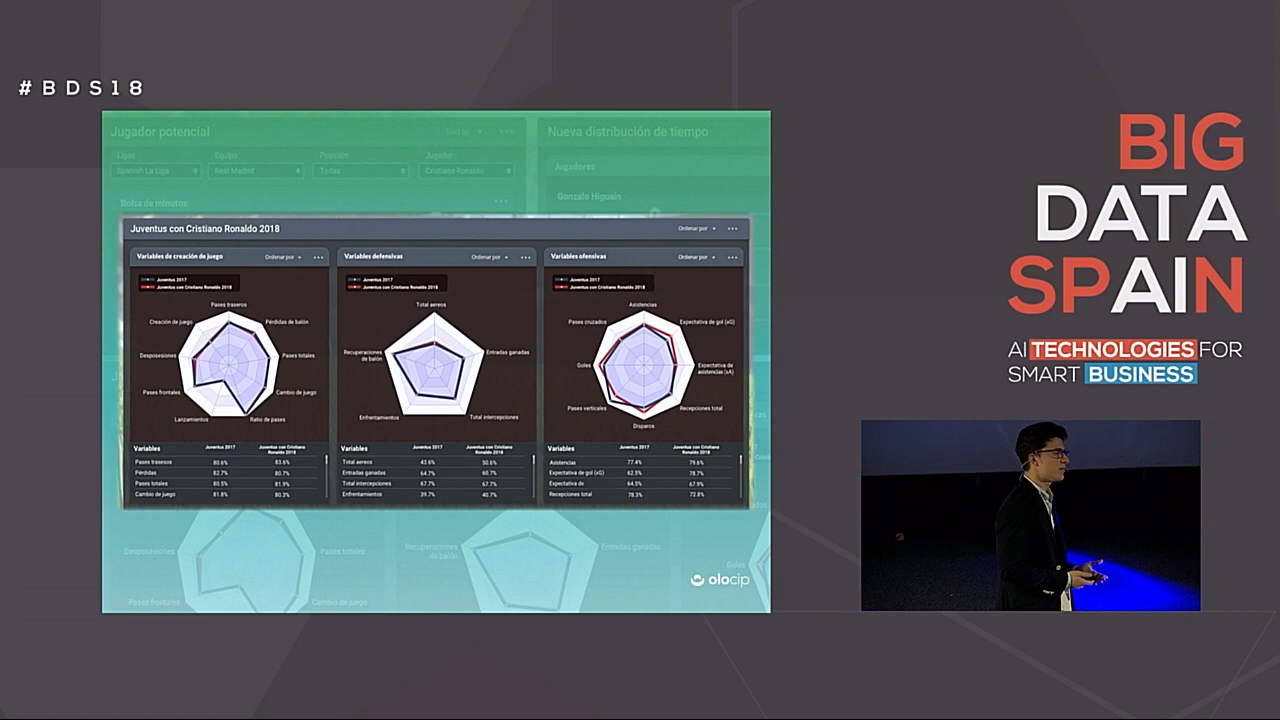 #BDS18
BIG
DATA
SPAIN
AI TECHNOLOGIES FOR
SMART BUSINESS
Jugador potencial
Nueva distribución de tiempo
Ligas
Equipo
Posición
Jugador
Spanish La Liga
Real Madrid
Todas
Cristiano Ronaldo
Jugadores
Gonzalo Higuaín
Bolsa de minutos
Juventus con Cristiano Ronaldo 2018
Ordenar por
Variables de creación de juego
Ordenar por
Juventus 2017
Juventus con Cristiano Ronaldo 2018
Pases traseros
Creación de juego
Pérdidas de balón
Desposesiones
Pases totales
Pases frontales
Cambio de juego
Lanzamientos
Ratio de pases
Variables
Juventus 2017
Juventus con Cristiano
Ronaldo 2018
Pases trasesos 80.6% 83.6%
Pérdidas 82.7% 80.7%
Pases totales 80.5% 81.9%
Cambio de juego 81.8% 80.3%
Variables defensivas
Ordenar por
Juventus 2017
Juventus con Cristiano Ronaldo 2018
Total aereos
Recuperaciones
de balón
Entradas ganadas
Enfrentamientos
Total intercepciones
Variables
Juventus 2017
Juventus con Cristiano
Ronaldo 2018
Total aereos 43.6% 50.6%
Entradas ganadas 64.7% 60.7%
Total intercepciones 67.7% 67.7%
Enfrentamientos 39.7% 40.7%
Variables ofensivas
Ordenar por
Juventus 2017
Juventus con Cristiano Ronaldo 2018
Asistencias
Pases cruzados
Expectativa de gol (xG)
Goles
Expectativa de
asistencias (xA)
Pases verticales
Recepciones total
Disparos
Variables
Juventus 2017
Juventus con Cristiano
Ronaldo 2018
Asistencias 77.4% 79.6%
Expectativa de gol (xG) 62.5% 78.7%
Expectativa de 64.5% 67.9%
Recepciones total 78.3% 72.8%
Desposesiones
Pases totales
Pases frontales
Cambio de juego
Recuperaciones
de balón
Entradas ganadas
Goles
olocip